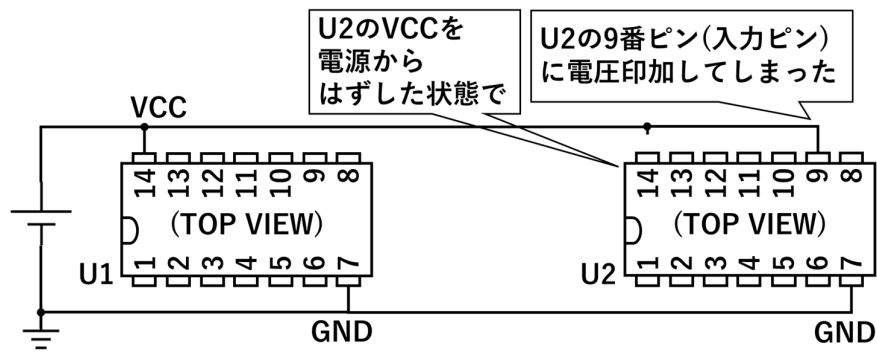 U2のVCCを
電源から
はずした状態で
U2の9番ピン(入力ピン)
に電圧印加してしまった
VCC
14 13 12 11 10 9 8
(TOP VIEW)
1 2 3 4 5 6 7
U1
GND
14 13 12 11 10 9 8
(TOP VIEW)
1 2 3 4 5 6 7
U2
GND